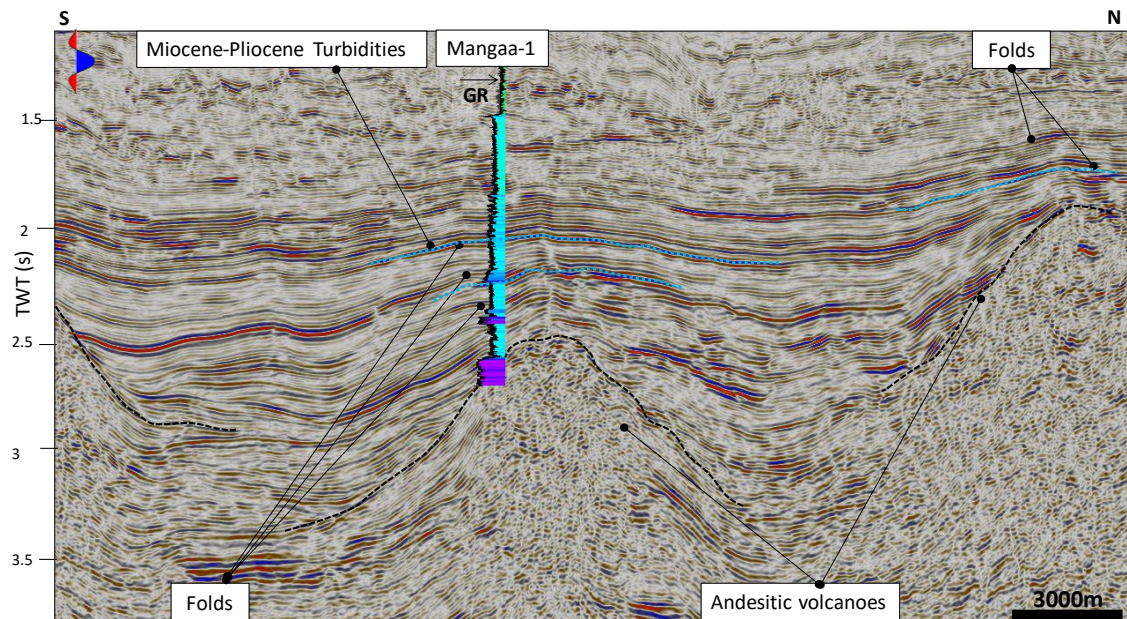 S
N
Miocene-Pliocene Turbidities
Mangaa-1
Folds
GR
1.5
2
TWT (s)
2.5
3
3.5
Folds
Andesitic volcanoes
3000m